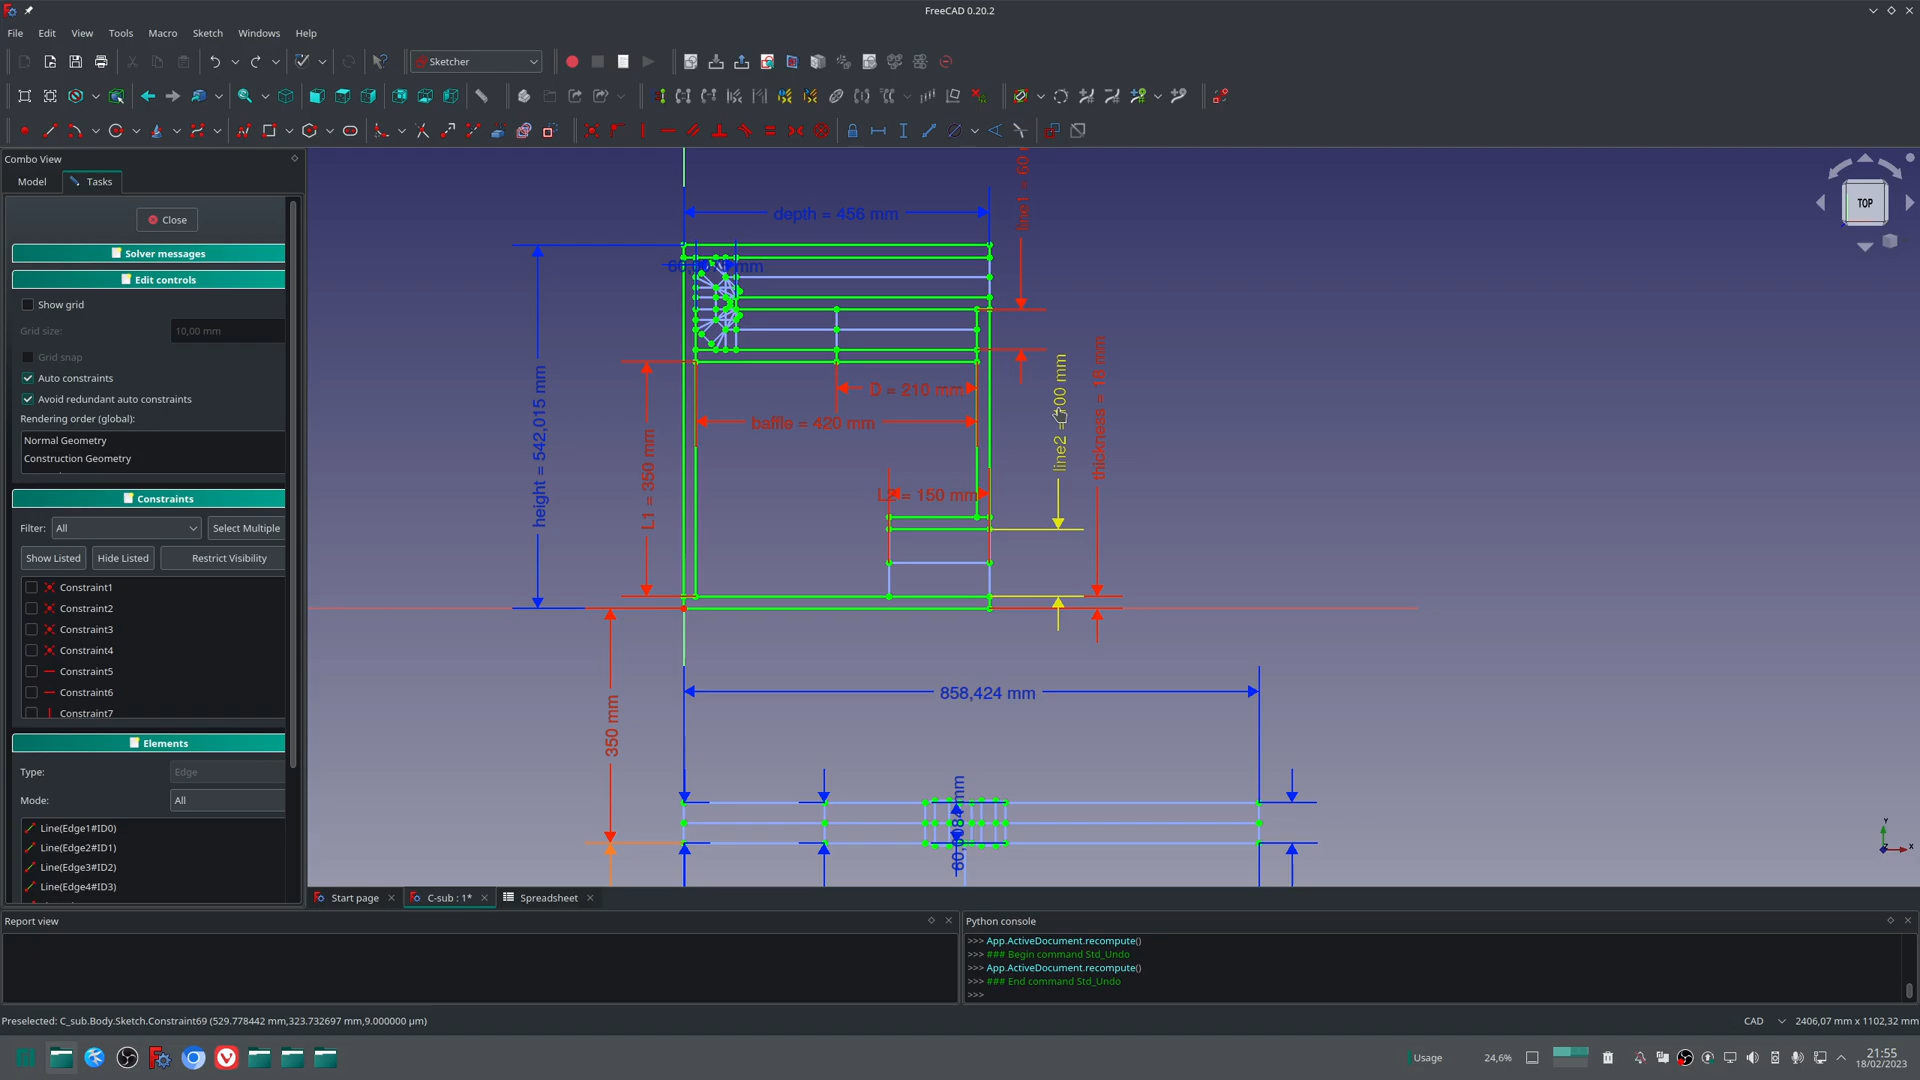 FreeCAD 0.20.2
File Edit View Tools Macro Sketch Windows Help
Sketcher
Combo View
Model Tasks
Close
Solver messages
Edit controls
Show grid
Grid size: 10,00 mm
Grid snap
Auto constraints
Avoid redundant auto constraints
Rendering order (global):
Normal Geometry
Construction Geometry
Constraints
Filter: All Select Multiple
Show Listed Hide Listed Restrict Visibility
Constraint1
Constraint2
Constraint3
Constraint4
Constraint5
Constraint6
Constraint7
Elements
Type: Edge
Mode: All
Line(Edge1#ID0)
Line(Edge2#ID1)
Line(Edge3#ID2)
Line(Edge4#ID3)
depth = 456 mm
line1 = 60
height = 542,015 mm
D = 210 mm
baffle = 420 mm
L1 = 350 mm
L2 = 150 mm
thickness = 18 mm
858,424 mm
350 mm
TOP
Y
X
Start page C-sub : 1* Spreadsheet
Report view
Python console
>>> App.ActiveDocument.recompute()
>>> ### Begin command Std_Undo
>>> App.ActiveDocument.recompute()
>>> ### End command Std_Undo
>>>
Preselected: C_sub.Body.Sketch.Constraint69 (529.778442 mm,323.732697 mm,9.000000 µm)
CAD 2406,07 mm x 1102,32 mm
Usage 24,6%
21:55
18/02/2023